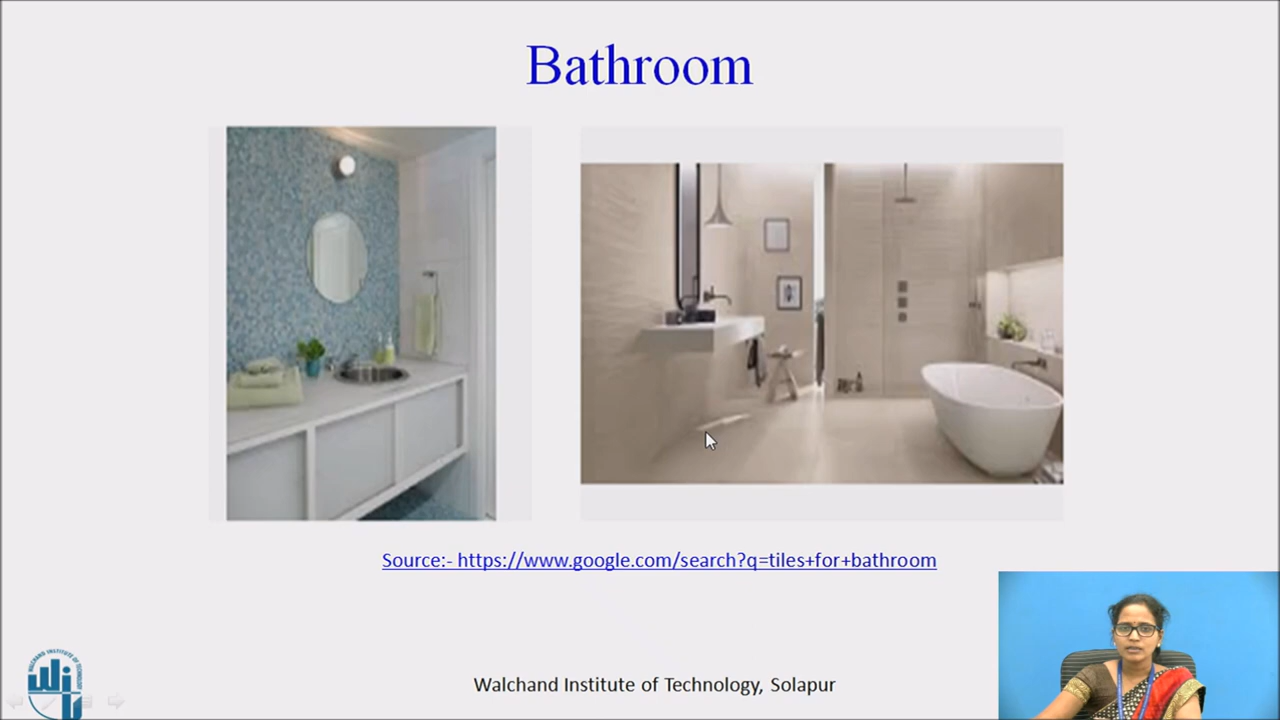 Bathroom
Source:- https://www.google.com/search?q=tiles+for+bathroom
Walchand Institute of Technology, Solapur